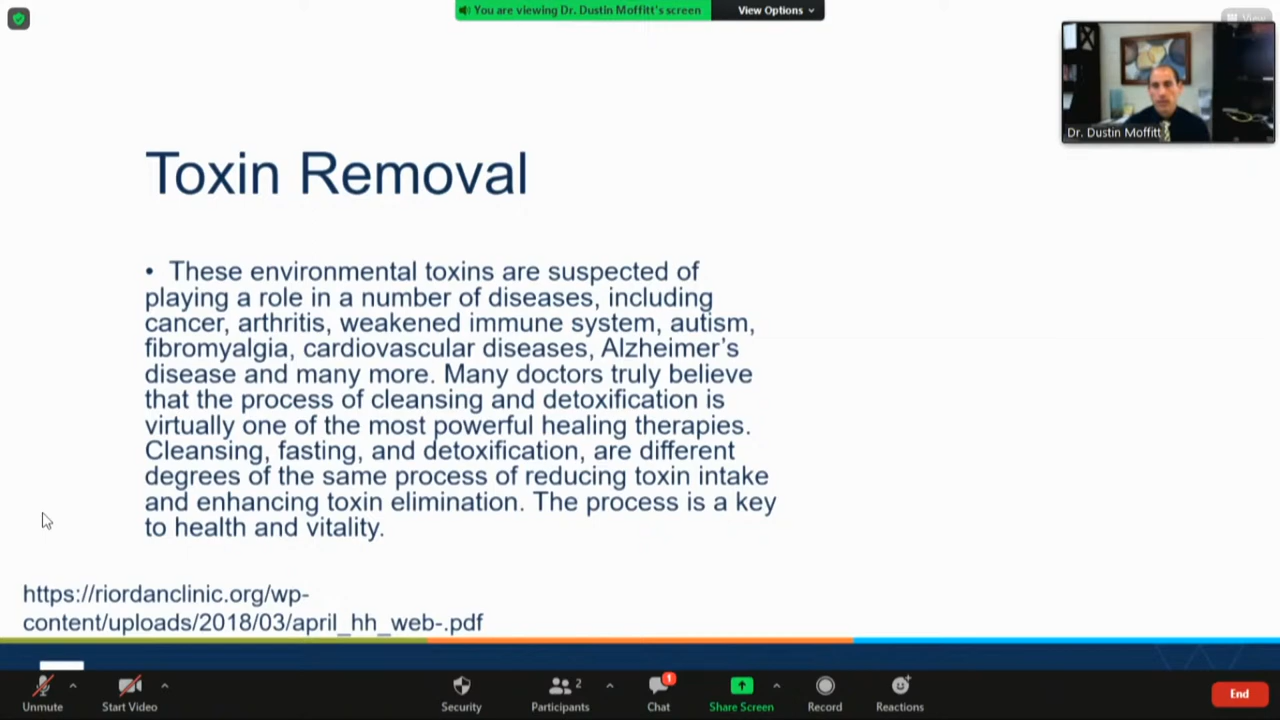 You are viewing Dr. Dustin Moffitt's screen
View Options
View
Dr. Dustin Moffitt
Toxin Removal
• These environmental toxins are suspected of
playing a role in a number of diseases, including
cancer, arthritis, weakened immune system, autism,
fibromyalgia, cardiovascular diseases, Alzheimer’s
disease and many more. Many doctors truly believe
that the process of cleansing and detoxification is
virtually one of the most powerful healing therapies.
Cleansing, fasting, and detoxification, are different
degrees of the same process of reducing toxin intake
and enhancing toxin elimination. The process is a key
to health and vitality.
https://riordanclinic.org/wp-
content/uploads/2018/03/april_hh_web-.pdf
2
1
Unmute
Start Video
Security
Participants
Chat
Share Screen
Record
Reactions
End